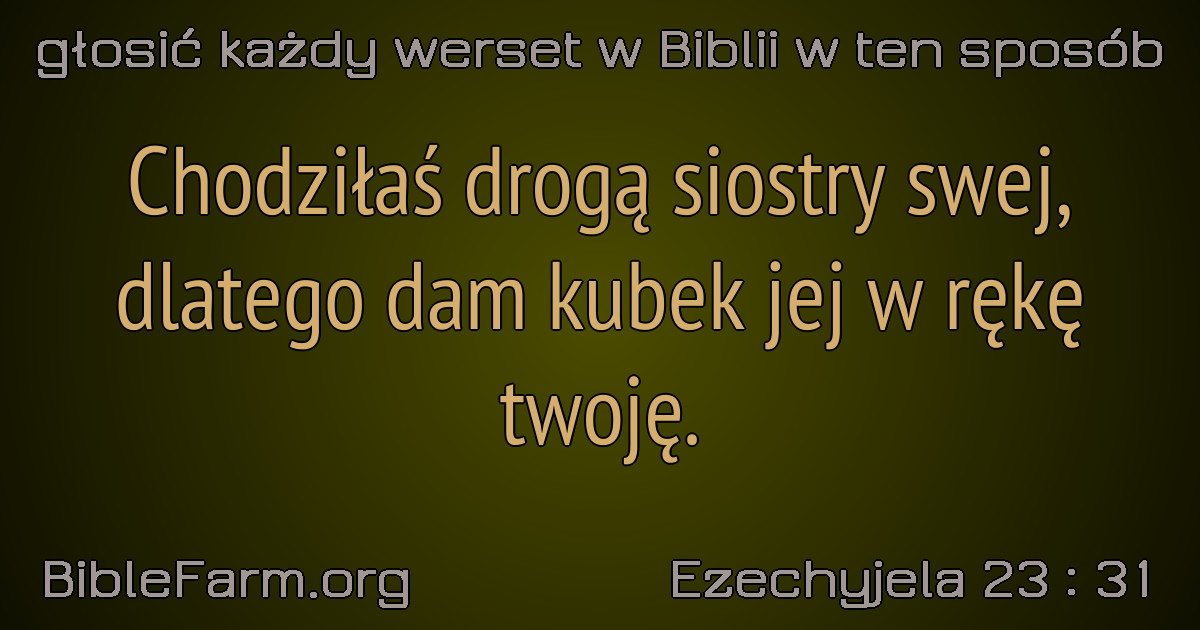 głosić każdy werset w Biblii w ten sposób
Chodziłaś drogą siostry swej,
dlatego dam kubek jej w rękę
twoję.
BibleFarm.org
Ezechyjela 23 : 31